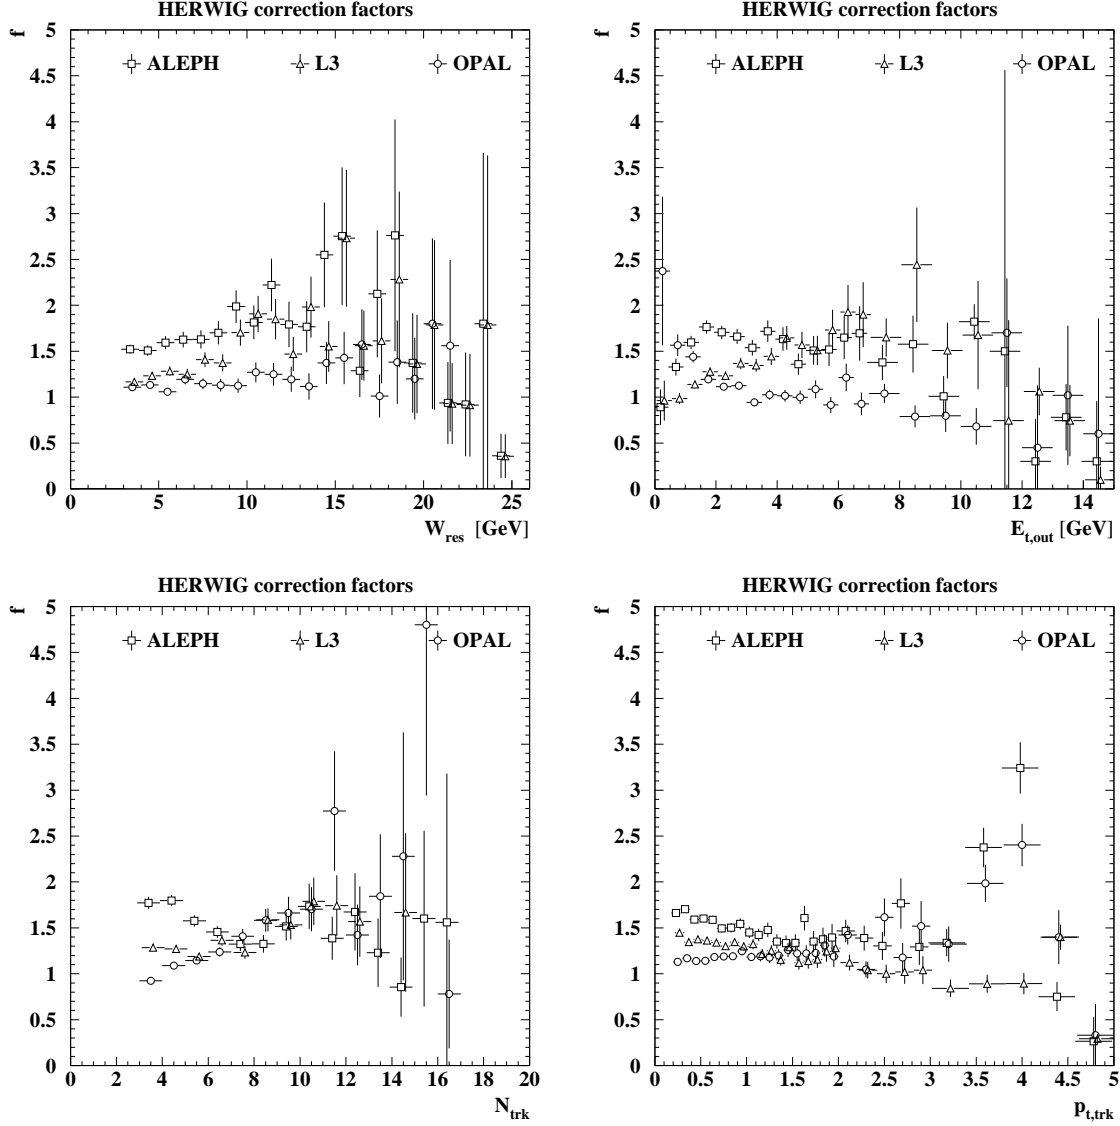 HERWIG correction factors
f
ALEPH L3 OPAL
5
4.5
4
3.5
3
2.5
2
1.5
1
0.5
0
0 5 10 15 20 25
W_res [GeV]
HERWIG correction factors
f
ALEPH L3 OPAL
5
4.5
4
3.5
3
2.5
2
1.5
1
0.5
0
0 2 4 6 8 10 12 14
E_t,out [GeV]
HERWIG correction factors
f
ALEPH L3 OPAL
5
4.5
4
3.5
3
2.5
2
1.5
1
0.5
0
0 2 4 6 8 10 12 14 16 18 20
N_trk
HERWIG correction factors
f
ALEPH L3 OPAL
5
4.5
4
3.5
3
2.5
2
1.5
1
0.5
0
0 0.5 1 1.5 2 2.5 3 3.5 4 4.5 5
p_t,trk